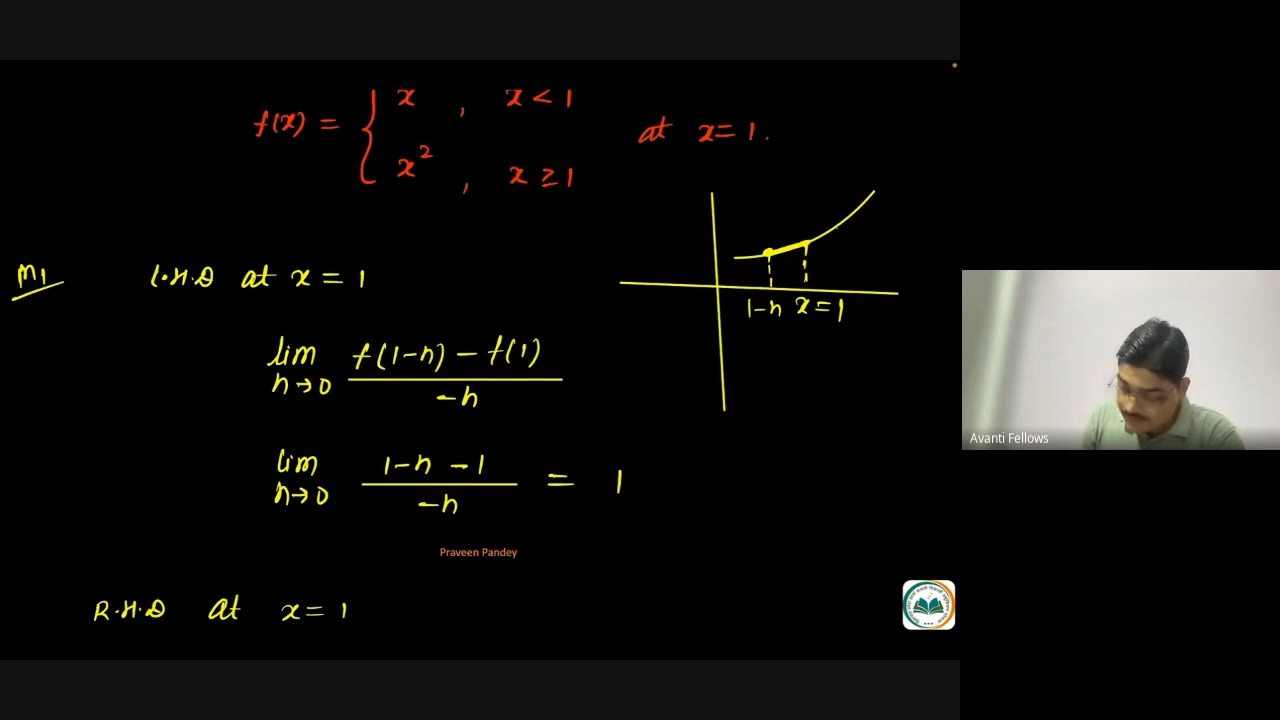 f(x) = { x , x < 1
x² , x ≥ 1
at x = 1.
M1 L.H.D at x = 1
lim h→0 f(1-h) - f(1) / -h
lim h→0 1-h -1 / -h = 1
1-h x=1
Praveen Pandey
R.H.D at x = 1
Avanti Fellows